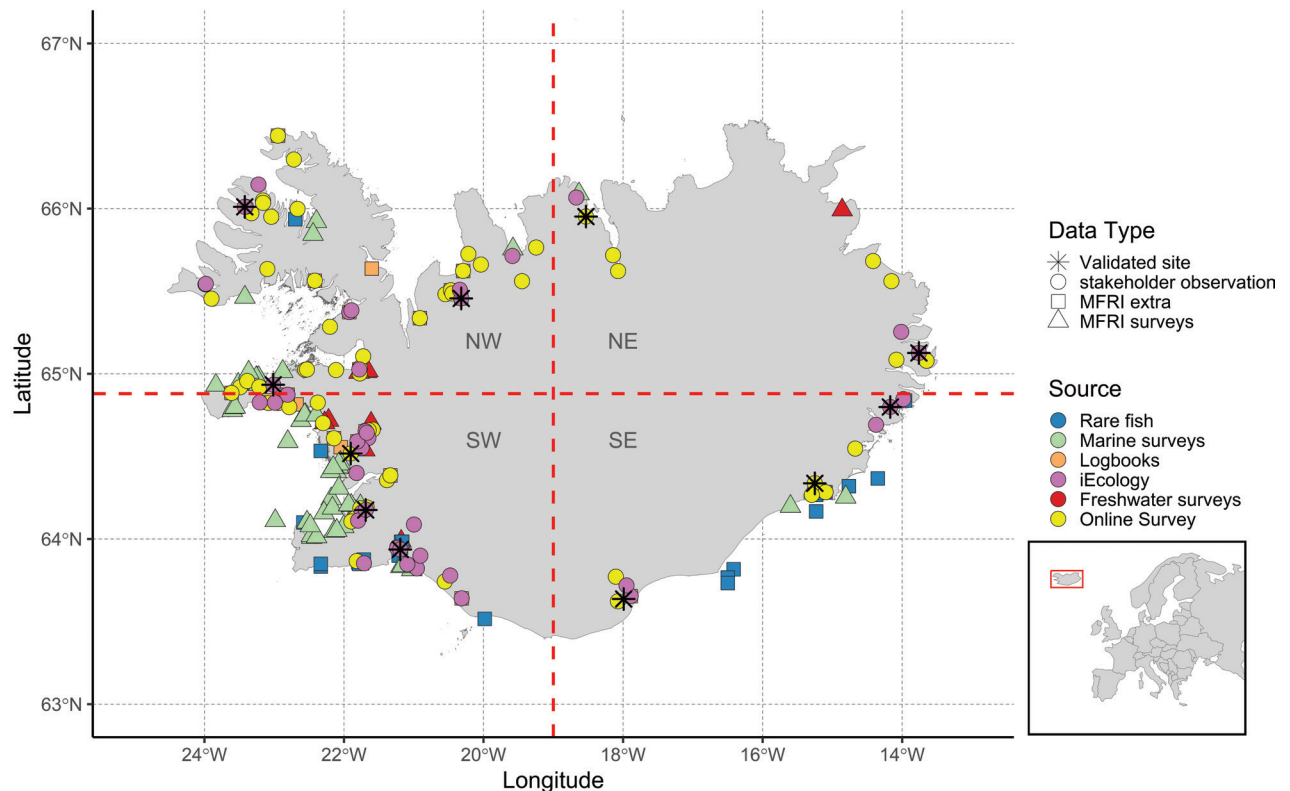 67°N
66°N
65°N
64°N
63°N
Latitude
NW
NE
SW
SE
24°W
22°W
20°W
18°W
16°W
14°W
Longitude
Data Type
Validated site
stakeholder observation
MFRI extra
MFRI surveys
Source
Rare fish
Marine surveys
Logbooks
iEcology
Freshwater surveys
Online Survey